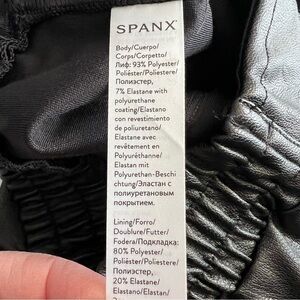 SPANX
Body/Cuerpo/
Corps/Corpetto/
Лиф: 93% Polyester/
Poliéster/Poliestere/
Полиэстер,
7% Elastane with
polyurethane
coating/Elastano
con revestimiento
de poliuretano/
Elastane avec
revêtement en
Polyuréthanne/
Elastan mit
Polyurethan-Beschi
chtung/Эластан с
полиуретановым
покрытием.
Lining/Forro/
Doublure/Futter/
Fodera/Подкладка:
80% Polyester/
Poliéster/Poliestere/
Полиэстер,
20% Elastane/
Elastano/Elastan/